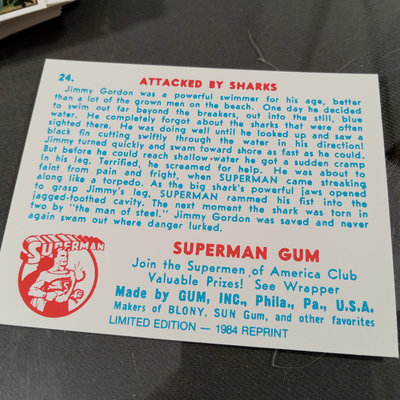 24.
ATTACKED BY SHARKS
Jimmy Gordon was a powerful swimmer for his age, better
than a lot of the grown men on the beach. One day he decided
to swim out far beyond the breakers, out into the still, blue
water. He completely forgot about the sharks that were often
sighted there. He was doing well until he looked up and saw a
black fin cutting swiftly through the water in his direction!
Jimmy turned quickly and swam toward shore as fast as he could.
But before he could reach shallow-water he got a sudden cramp
in his leg. Terrified, he screamed for help. He was about to
faint from pain and fright, when SUPERMAN came streaking
along like a torpedo. As the big shark's powerful jaws opened
to grasp Jimmy's leg, SUPERMAN rammed his fist into the
jagged-toothed cavity. The next moment the shark was torn in
two by "the man of steel." Jimmy Gordon was saved and never
again swam out where danger lurked.
SUPERMAN
SUPERMAN GUM
Join the Supermen of America Club
Valuable Prizes! See Wrapper
Made by GUM, INC., Phila., Pa., U.S.A.
Makers of BLONY, SUN Gum, and other favorites
LIMITED EDITION — 1984 REPRINT